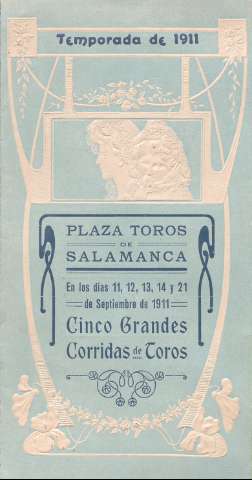 Temporada de 1911
PLAZA TOROS
DE
SALAMANCA
En los días 11, 12, 13, 14 y 21
de Septiembre de 1911
Cinco Grandes
Corridas de Toros